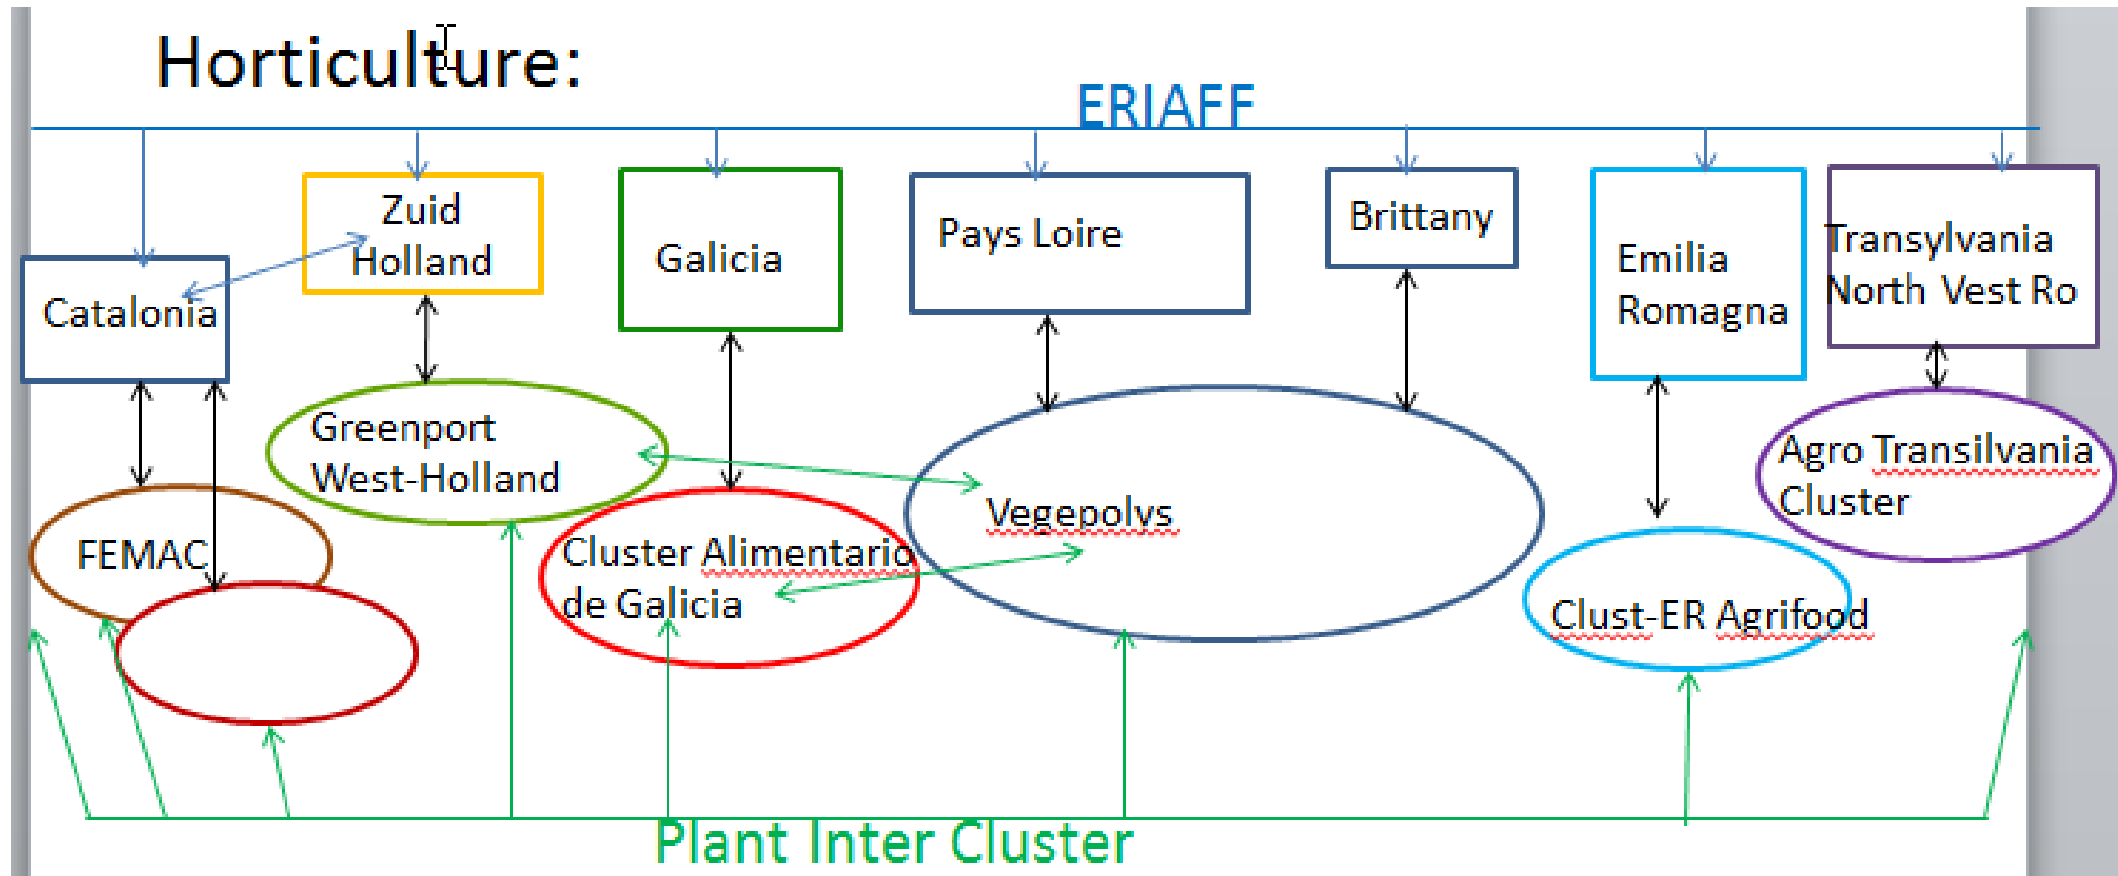 Horticulture:
ERIAFF
Zuid
Holland
Galicia
Pays Loire
Brittany
Emilia
Romagna
Transylvania
North Vest Ro
Catalonia
Greenport
West-Holland
Agro Transilvania
Cluster
Vegepolys
FEMAC
Cluster Alimentario
de Galicia
Clust-ER Agrifood
Plant Inter Cluster